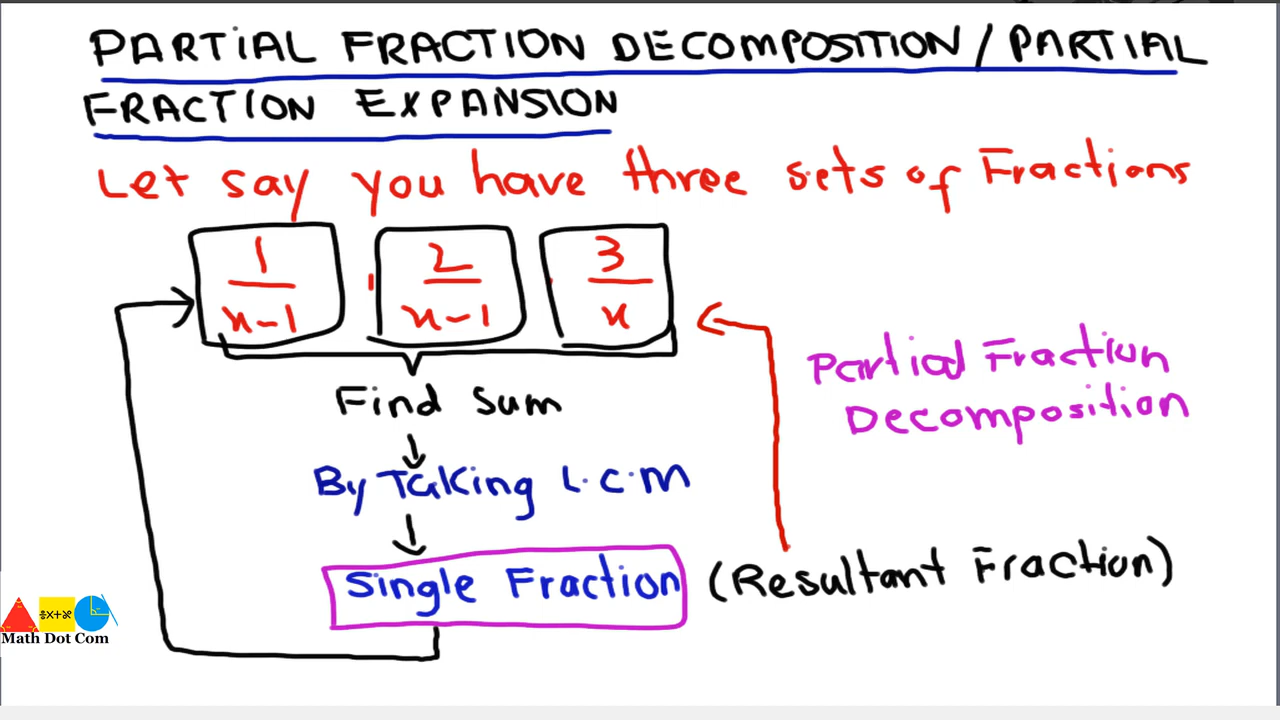 PARTIAL FRACTION DECOMPOSITION/PARTIAL
FRACTION EXPANSION
Let say you have three sets of Fractions
1/x-1, 2/x-1 3/x
Find Sum
Partial Fraction
Decomposition
By Taking L.C.M
Single Fraction (Resultant Fraction)
Math Dot Com